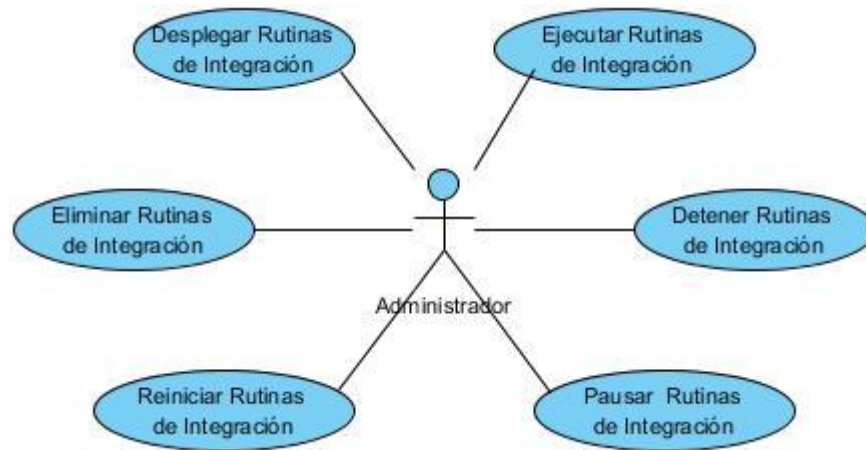 Desplegar Rutinas
de Integración
Ejecutar Rutinas
de Integración
Eliminar Rutinas
de Integración
Detener Rutinas
de Integración
Administrador
Reiniciar Rutinas
de Integración
Pausar Rutinas
de Integración